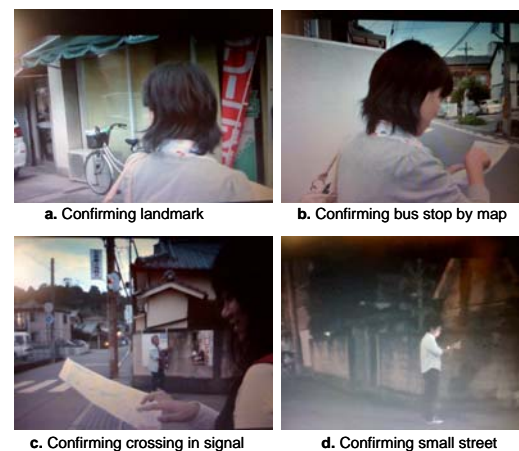 a. Confirming landmark
b. Confirming bus stop by map
c. Confirming crossing in signal
d. Confirming small street